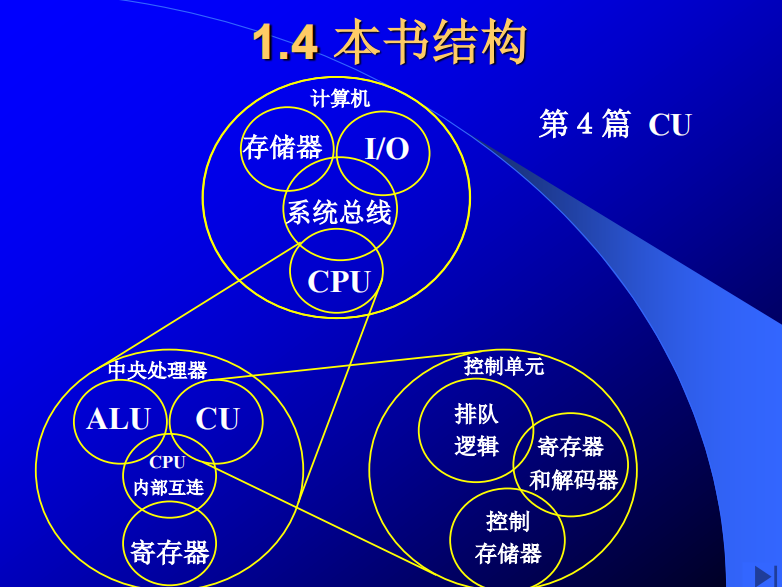 1.4 本书结构
计算机
第 4 篇 CU
存储器
I/O
系统总线
CPU
中央处理器
ALU
CU
CPU
内部互连
寄存器
控制单元
排队
逻辑
寄存器
和解码器
控制
存储器